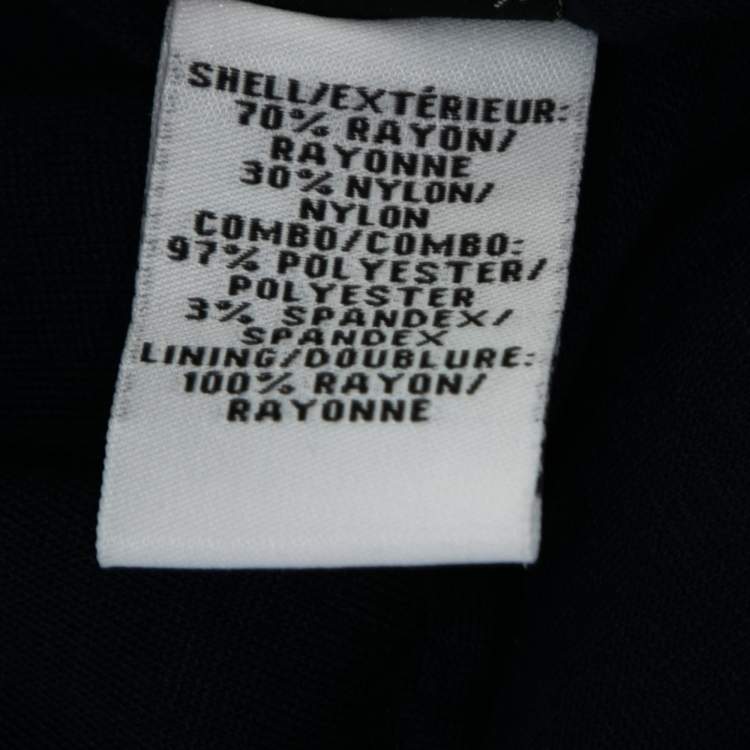 SHELL/EXTÉRIEUR:
70% RAYON/
RAYONNE
30% NYLON/
NYLON
COMBO/COMBO:
97% POLYESTER/
POLYESTER
3% SPANDEX/
SPANDEX
LINING/DOUBLURE:
100% RAYON/
RAYONNE